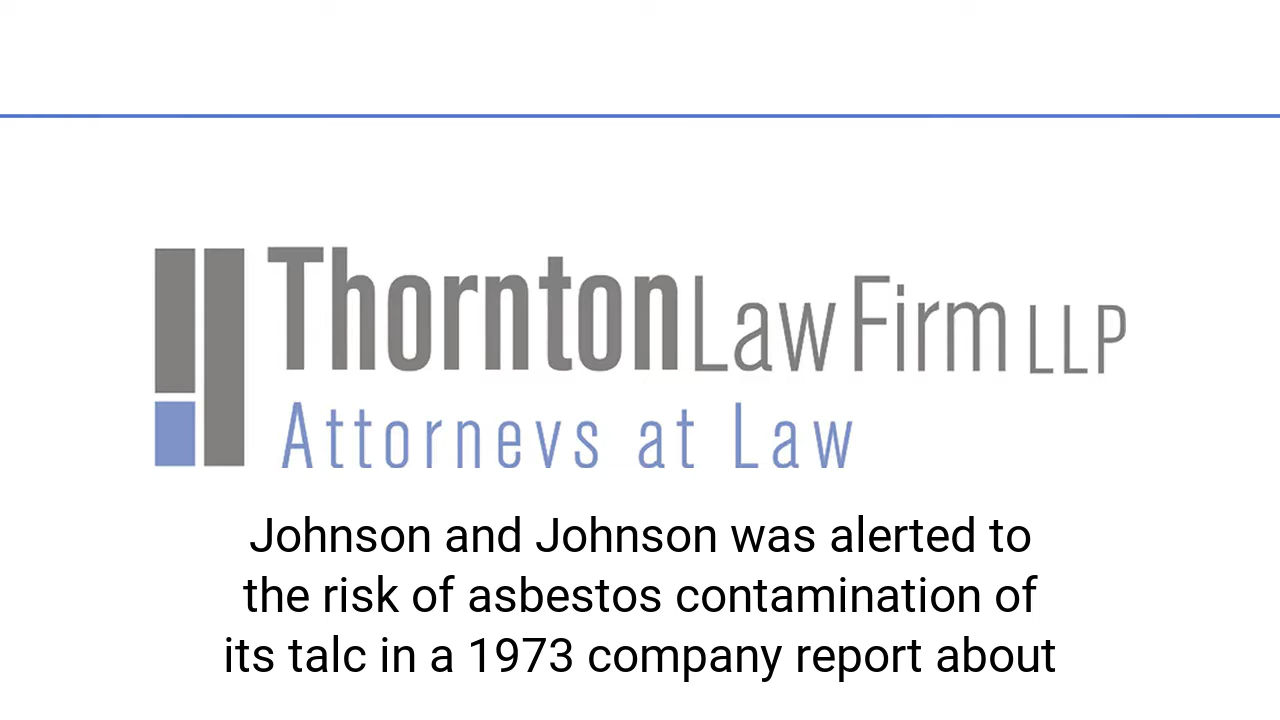 Thornton Law Firm LLP
Attorneys at Law
Johnson and Johnson was alerted to
the risk of asbestos contamination of
its talc in a 1973 company report about